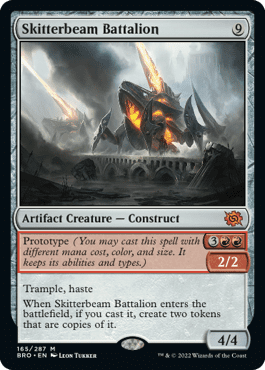 Skitterbeam Battalion 9
Artifact Creature — Construct
Prototype (You may cast this spell with 3
different mana cost, color, and size. It
keeps its abilities and types.) 2/2
Trample, haste
When Skitterbeam Battalion enters the
battlefield, if you cast it, create two tokens
that are copies of it.
4/4
165/287 M
BRO • EN LEON TUKKER ™ & © 2022 Wizards of the Coast